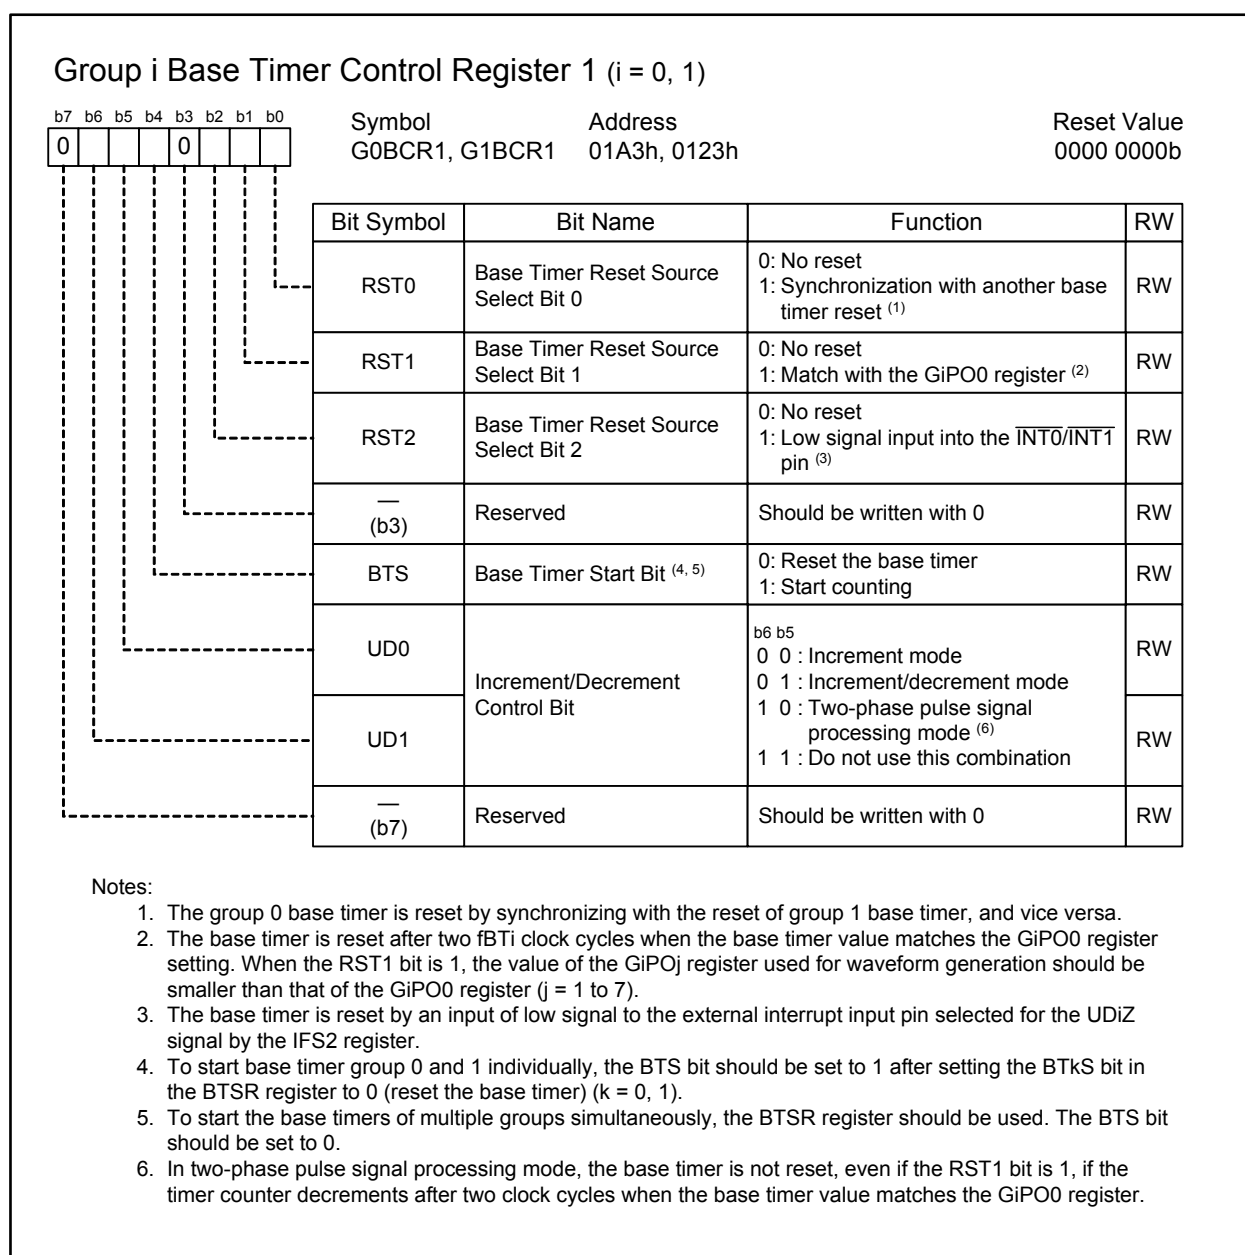 Group i Base Timer Control Register 1 (i = 0, 1)
b7 b6 b5 b4 b3 b2 b1 b0
0 0
Symbol Address Reset Value
G0BCR1, G1BCR1 01A3h, 0123h 0000 0000b
Bit Symbol Bit Name Function RW
RST0 Base Timer Reset Source Select Bit 0
0: No reset
1: Synchronization with another base
timer reset (1)
RW
RST1 Base Timer Reset Source Select Bit 1
0: No reset
1: Match with the GiPO0 register (2)
RW
RST2 Base Timer Reset Source Select Bit 2
0: No reset
1: Low signal input into the INT0/INT1
pin (3)
RW
— (b3) Reserved Should be written with 0 RW
BTS Base Timer Start Bit (4, 5)
0: Reset the base timer
1: Start counting
RW
UD0 RW
UD1 RW
Increment/Decrement
Control Bit
b6 b5
0 0 : Increment mode
0 1 : Increment/decrement mode
1 0 : Two-phase pulse signal
processing mode (6)
1 1 : Do not use this combination
— (b7) Reserved Should be written with 0 RW
Notes:
1. The group 0 base timer is reset by synchronizing with the reset of group 1 base timer, and vice versa.
2. The base timer is reset after two fBTi clock cycles when the base timer value matches the GiPO0 register
setting. When the RST1 bit is 1, the value of the GiPOj register used for waveform generation should be
smaller than that of the GiPO0 register (j = 1 to 7).
3. The base timer is reset by an input of low signal to the external interrupt input pin selected for the UDiZ
signal by the IFS2 register.
4. To start base timer group 0 and 1 individually, the BTS bit should be set to 1 after setting the BTkS bit in
the BTSR register to 0 (reset the base timer) (k = 0, 1).
5. To start the base timers of multiple groups simultaneously, the BTSR register should be used. The BTS bit
should be set to 0.
6. In two-phase pulse signal processing mode, the base timer is not reset, even if the RST1 bit is 1, if the
timer counter decrements after two clock cycles when the base timer value matches the GiPO0 register.